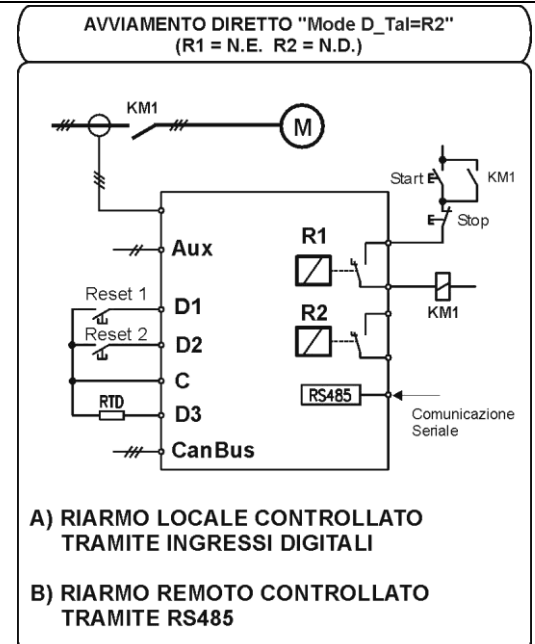 AVVIAMENTO DIRETTO "Mode D_Tal=R2"
(R1 = N.E. R2 = N.D.)
KM1
M
Start
KM1
Stop
Aux
R1
Reset 1
D1
KM1
Reset 2
D2
R2
C
RTD
D3
RS485
Comunicazione
Seriale
CanBus
A) RIARMO LOCALE CONTROLLATO
TRAMITE INGRESSI DIGITALI
B) RIARMO REMOTO CONTROLLATO
TRAMITE RS485